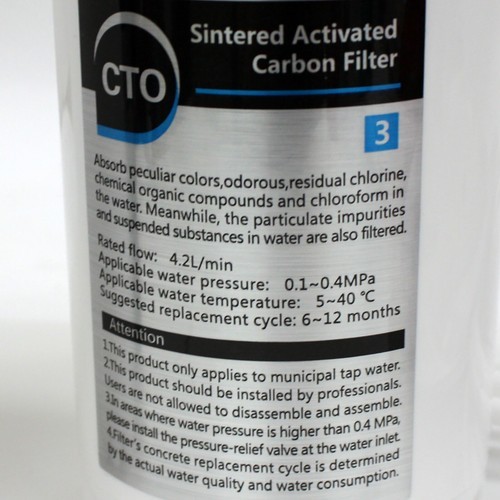 CTO
Sintered Activated
Carbon Filter
3
Absorb peculiar colors,odorous,residual chlorine,
chemical organic compounds and chloroform in
the water. Meanwhile, the particulate impurities
and suspended substances in water are also filtered.
Rated flow: 4.2L/min
Applicable water pressure: 0.1~0.4MPa
Applicable water temperature: 5~40 ℃
Suggested replacement cycle: 6~12 months
Attention
1.This product only applies to municipal tap water.
2.This product should be installed by professionals.
Users are not allowed to disassemble and assemble.
3.In areas where water pressure is higher than 0.4 MPa,
please install the pressure-relief valve at the water inlet.
4.Filter's concrete replacement cycle is determined
by the actual water quality and water consumption.